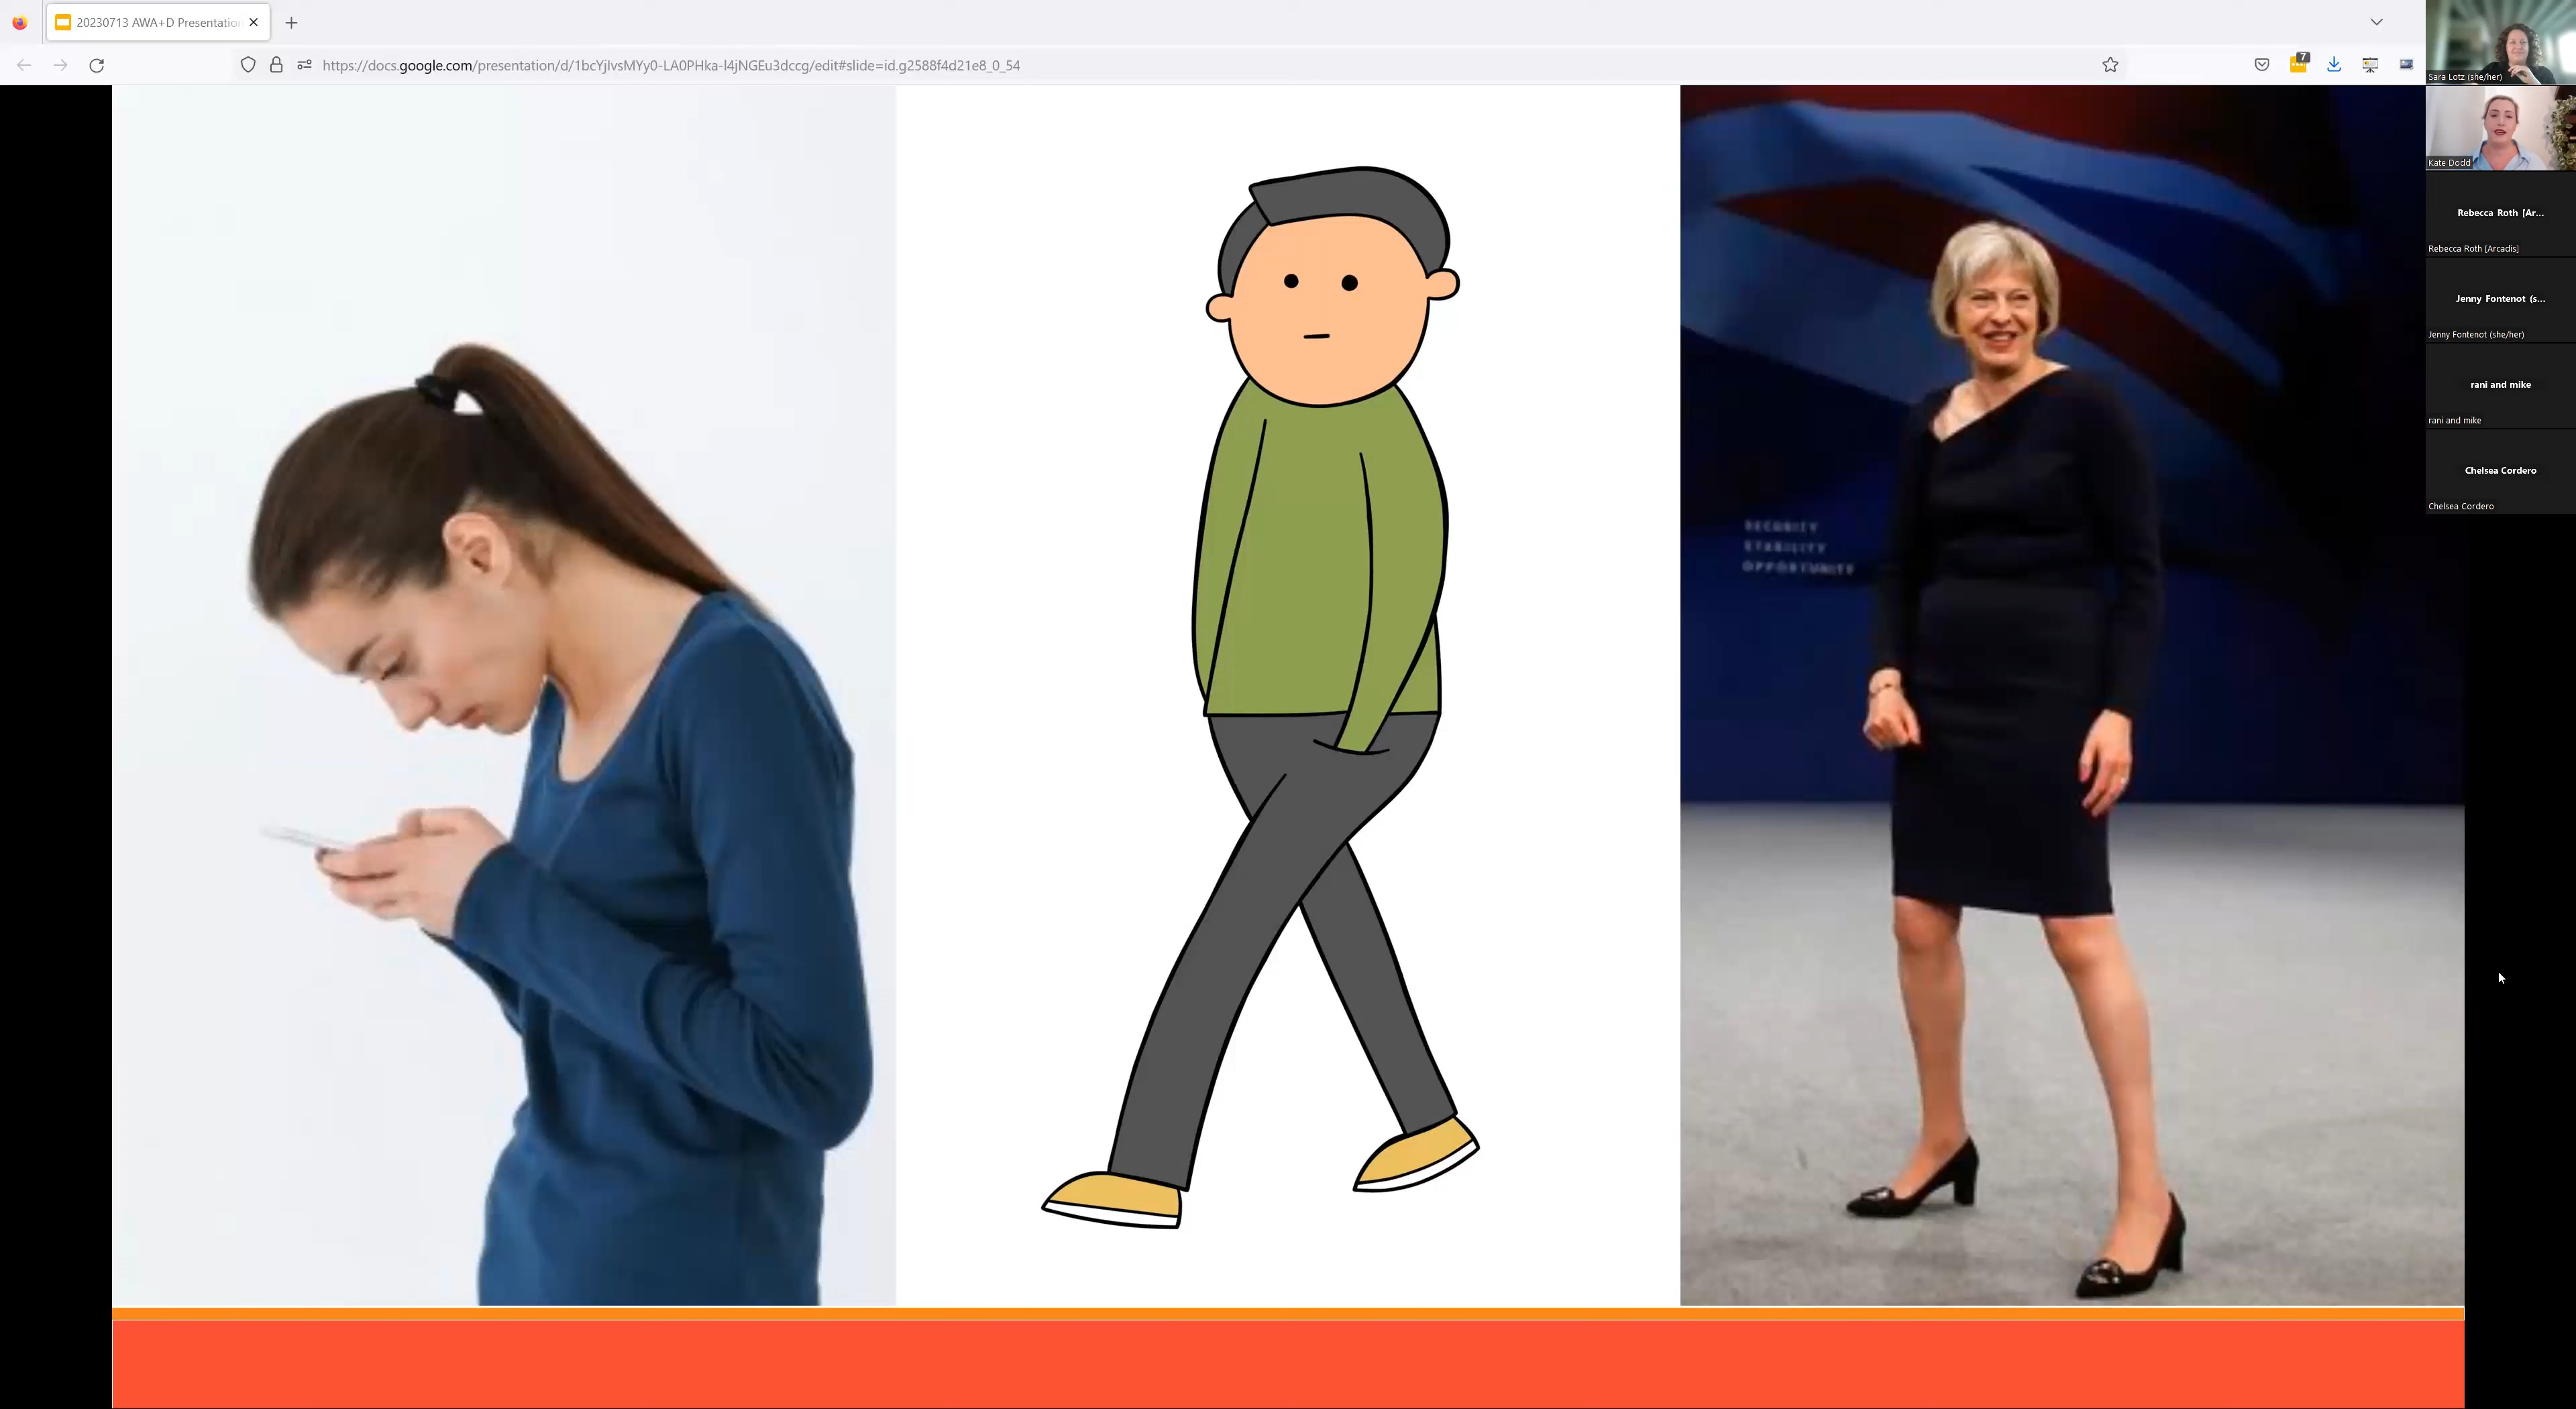 20230713 AWA+D Presentation
https://docs.google.com/presentation/d/1bcYjlvsMYy0-LA0PHka-l4jNGEu3dccg/edit#slide=id.g2588f4d21e8_0_54
7
Sara Lotz (she/her)
Kate Dodd
Rebecca Roth [Ar...
Rebecca Roth [Arcadis]
Jenny Fontenot (s...
Jenny Fontenot (she/her)
rani and mike
rani and mike
Chelsea Cordero
Chelsea Cordero
SECURITY
STABILITY
OPPORTUNITY